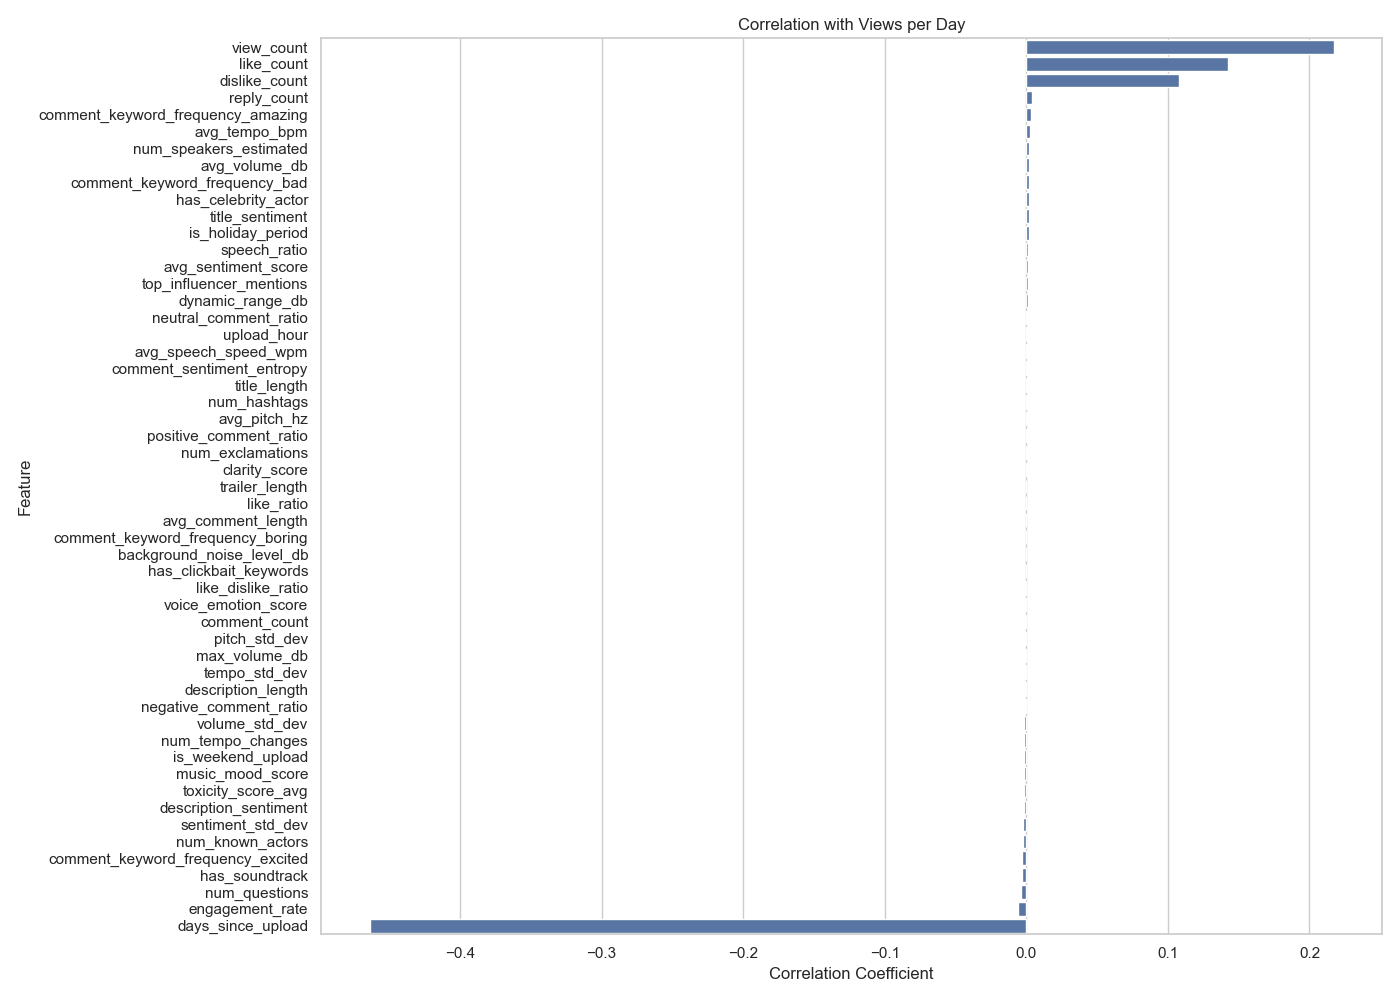 Correlation with Views per Day
view_count
like_count
dislike_count
reply_count
comment_keyword_frequency_amazing
avg_tempo_bpm
num_speakers_estimated
avg_volume_db
comment_keyword_frequency_bad
has_celebrity_actor
title_sentiment
is_holiday_period
speech_ratio
avg_sentiment_score
top_influencer_mentions
dynamic_range_db
neutral_comment_ratio
upload_hour
avg_speech_speed_wpm
comment_sentiment_entropy
title_length
num_hashtags
avg_pitch_hz
positive_comment_ratio
num_exclamations
clarity_score
trailer_length
like_ratio
avg_comment_length
comment_keyword_frequency_boring
background_noise_level_db
has_clickbait_keywords
like_dislike_ratio
voice_emotion_score
comment_count
pitch_std_dev
max_volume_db
tempo_std_dev
description_length
negative_comment_ratio
volume_std_dev
num_tempo_changes
is_weekend_upload
music_mood_score
toxicity_score_avg
description_sentiment
sentiment_std_dev
num_known_actors
comment_keyword_frequency_excited
has_soundtrack
num_questions
engagement_rate
days_since_upload
Feature
−0.4 −0.3 −0.2 −0.1 0.0 0.1 0.2
Correlation Coefficient